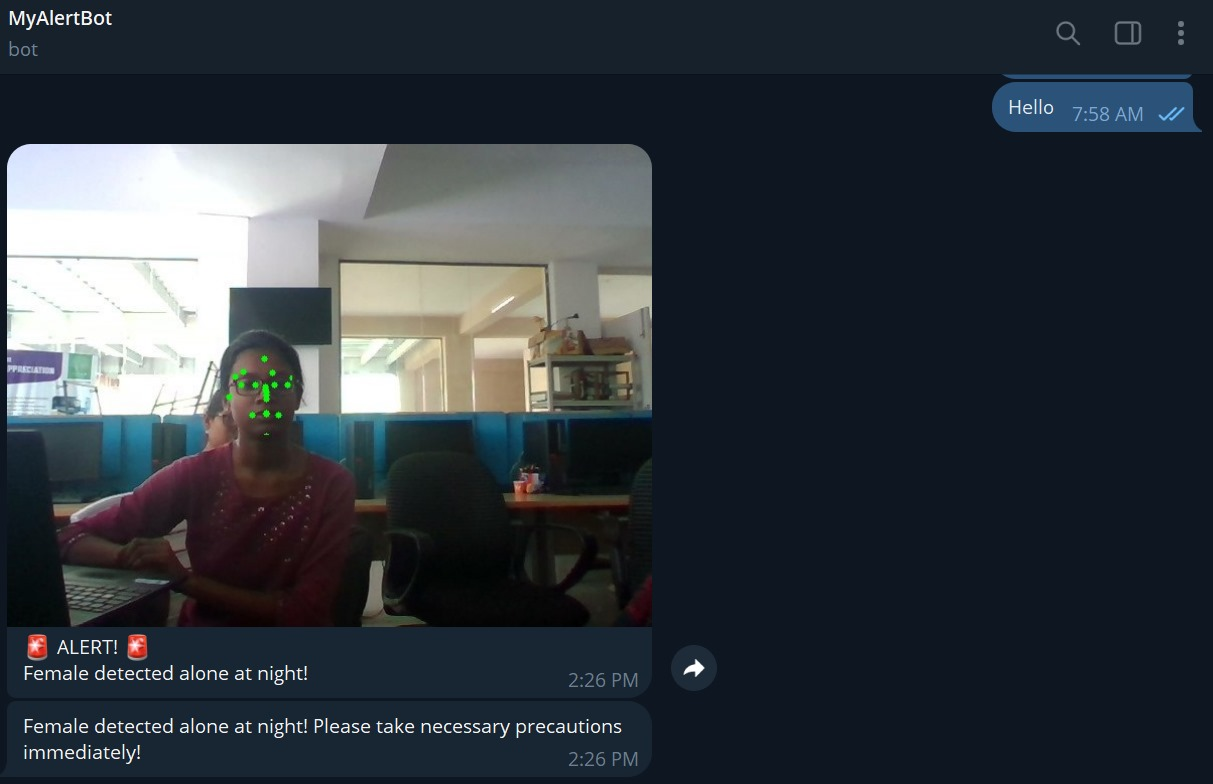 MyAlertBot
bot
Hello 7:58 AM
PPRECIATION
🚨 ALERT! 🚨
Female detected alone at night!
2:26 PM
Female detected alone at night! Please take necessary precautions
immediately!
2:26 PM